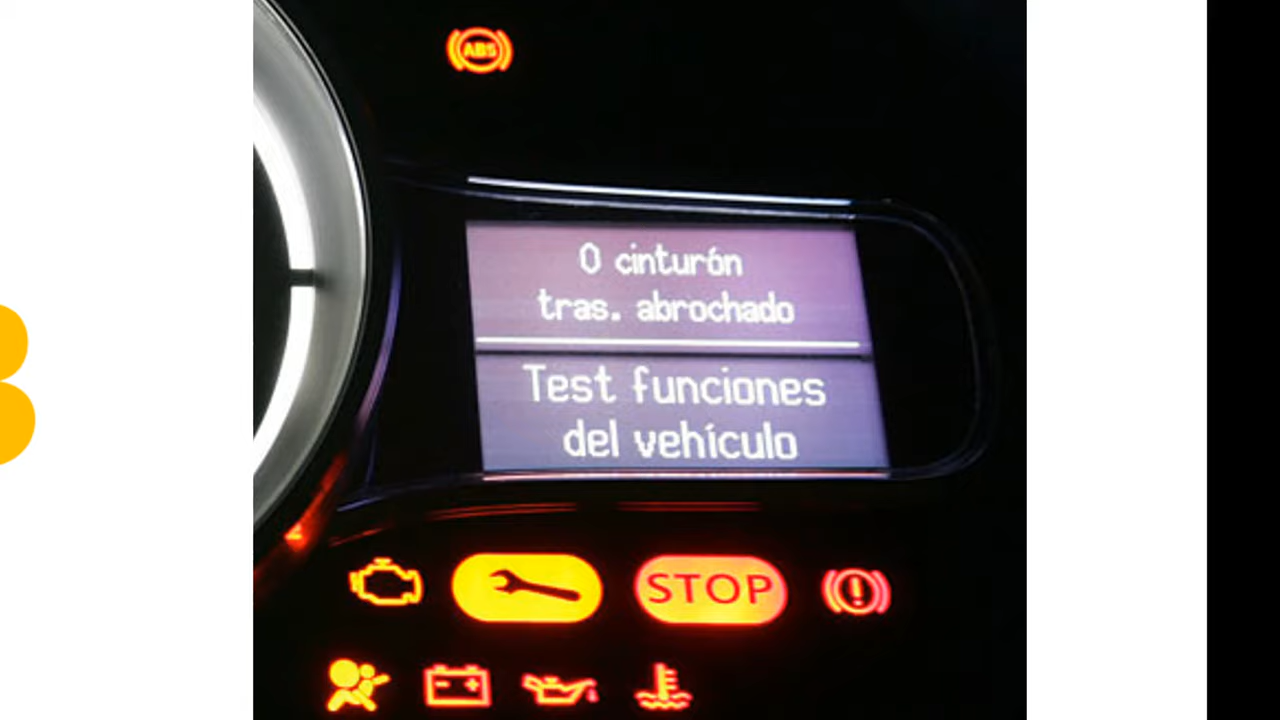 ABS
0 cinturón
tras. abrochado
Test funciones
del vehículo
STOP